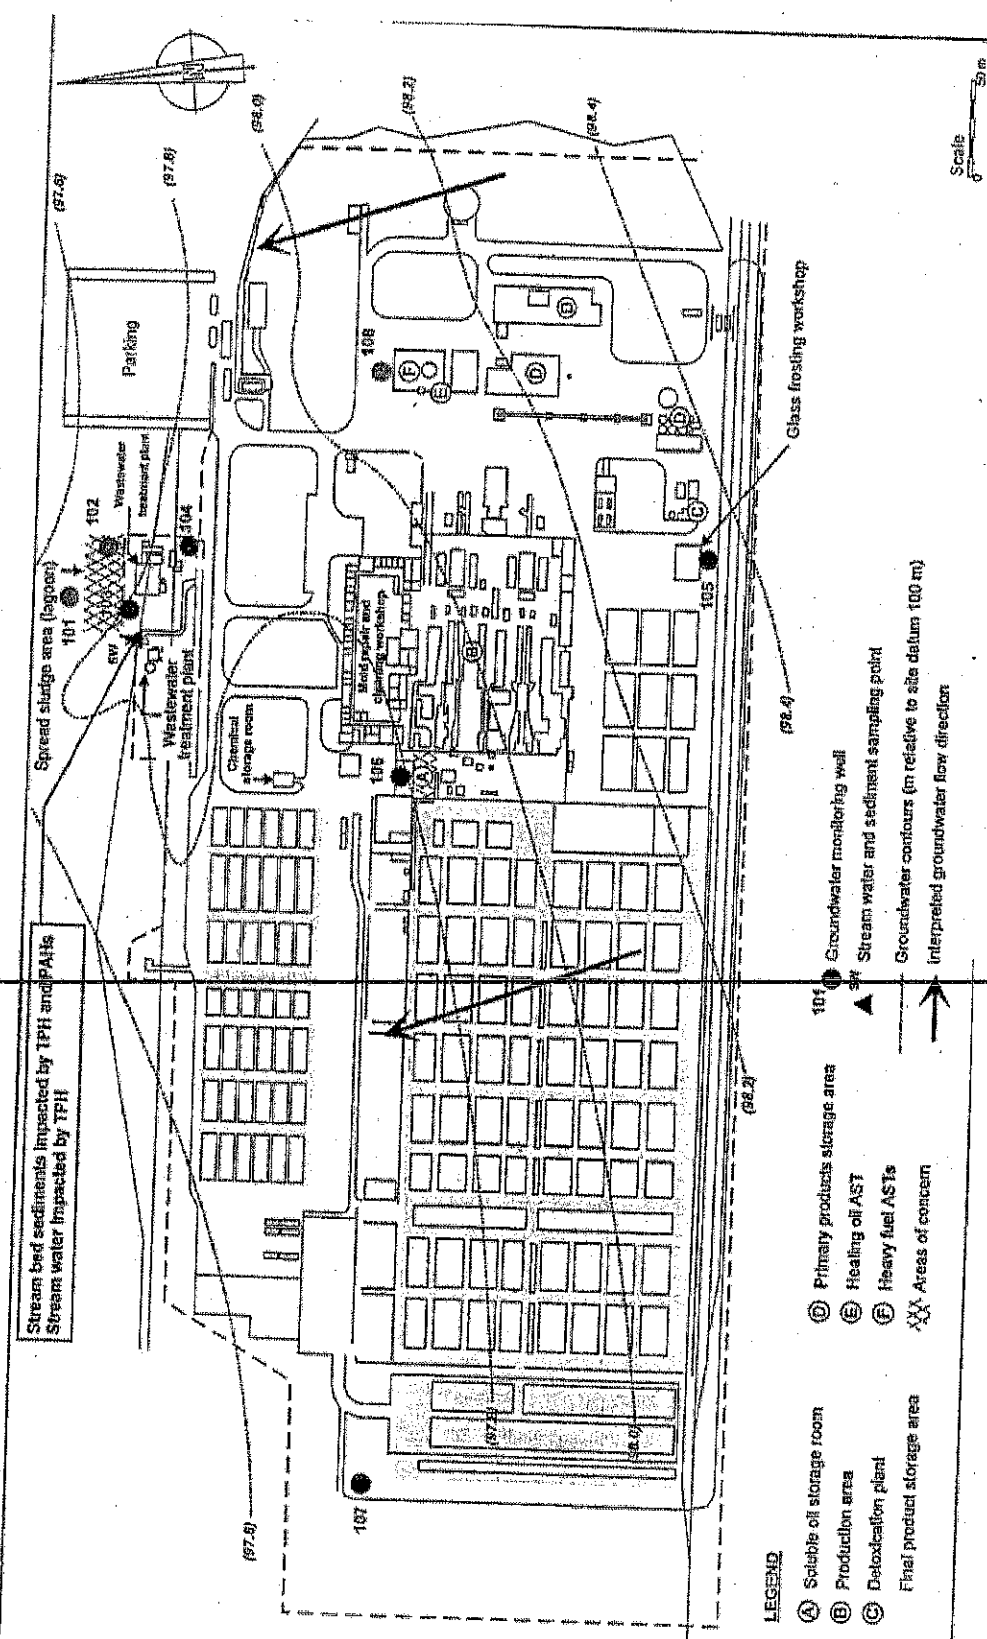 Stream bed sediments impacted by TPH and PAHs
Stream water impacted by TPH
Spread sludge area (lagoon)
101
102
SW
Wastewater
treatment plant
104
Wastewater
treatment plant
Parking
(97.6)
(97.8)
(98.0)
(98.2)
(98.4)
Chemical
storage room
Mold repair and
cleaning workshop
106
A
B
108
F
E
D
D
D
C
105
Glass frosting workshop
107
(97.6)
(97.8)
(98.0)
(98.2)
(98.4)
Scale
0
50 m
LEGEND
A Soluble oil storage room
B Production area
C Detoxication plant
Final product storage area
D Primary products storage area
E Heating oil AST
F Heavy fuel ASTs
Areas of concern
101 Groundwater monitoring well
SW Stream water and sediment sampling point
Groundwater contours (m relative to site datum 100 m)
Interpreted groundwater flow direction